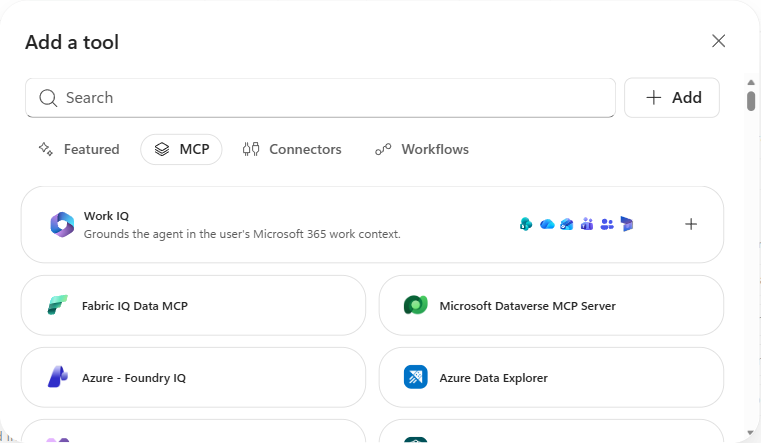 Add a tool
Search
Add
Featured
MCP
Connectors
Workflows
Work IQ
Grounds the agent in the user's Microsoft 365 work context.
Fabric IQ Data MCP
Microsoft Dataverse MCP Server
Azure - Foundry IQ
Azure Data Explorer